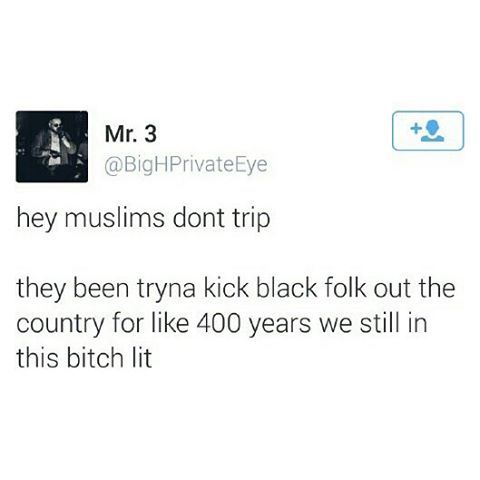 Mr. 3
@BigHPrivateEye
hey muslims dont trip
they been tryna kick black folk out the
country for like 400 years we still in
this bitch lit